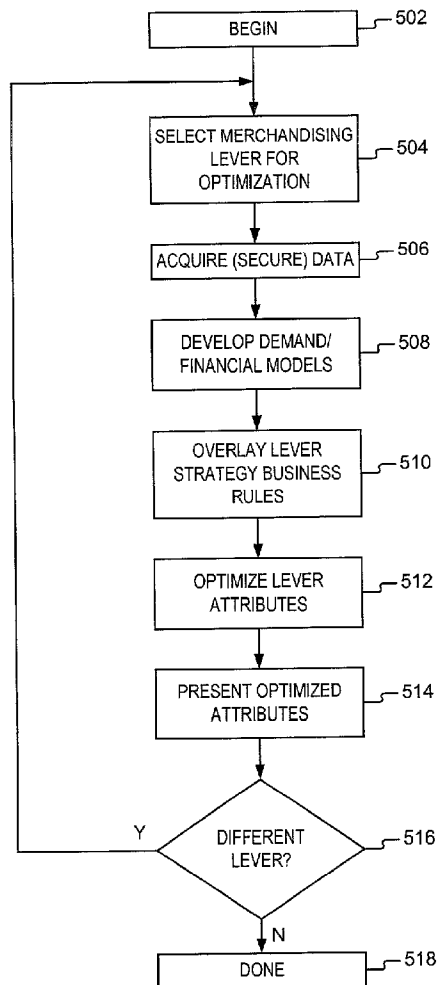 BEGIN
502
SELECT MERCHANDISING
LEVER FOR
OPTIMIZATION
504
ACQUIRE (SECURE) DATA
506
DEVELOP DEMAND/
FINANCIAL MODELS
508
OVERLAY LEVER
STRATEGY BUSINESS
RULES
510
OPTIMIZE LEVER
ATTRIBUTES
512
PRESENT OPTIMIZED
ATTRIBUTES
514
Y
DIFFERENT
LEVER?
516
N
DONE
518